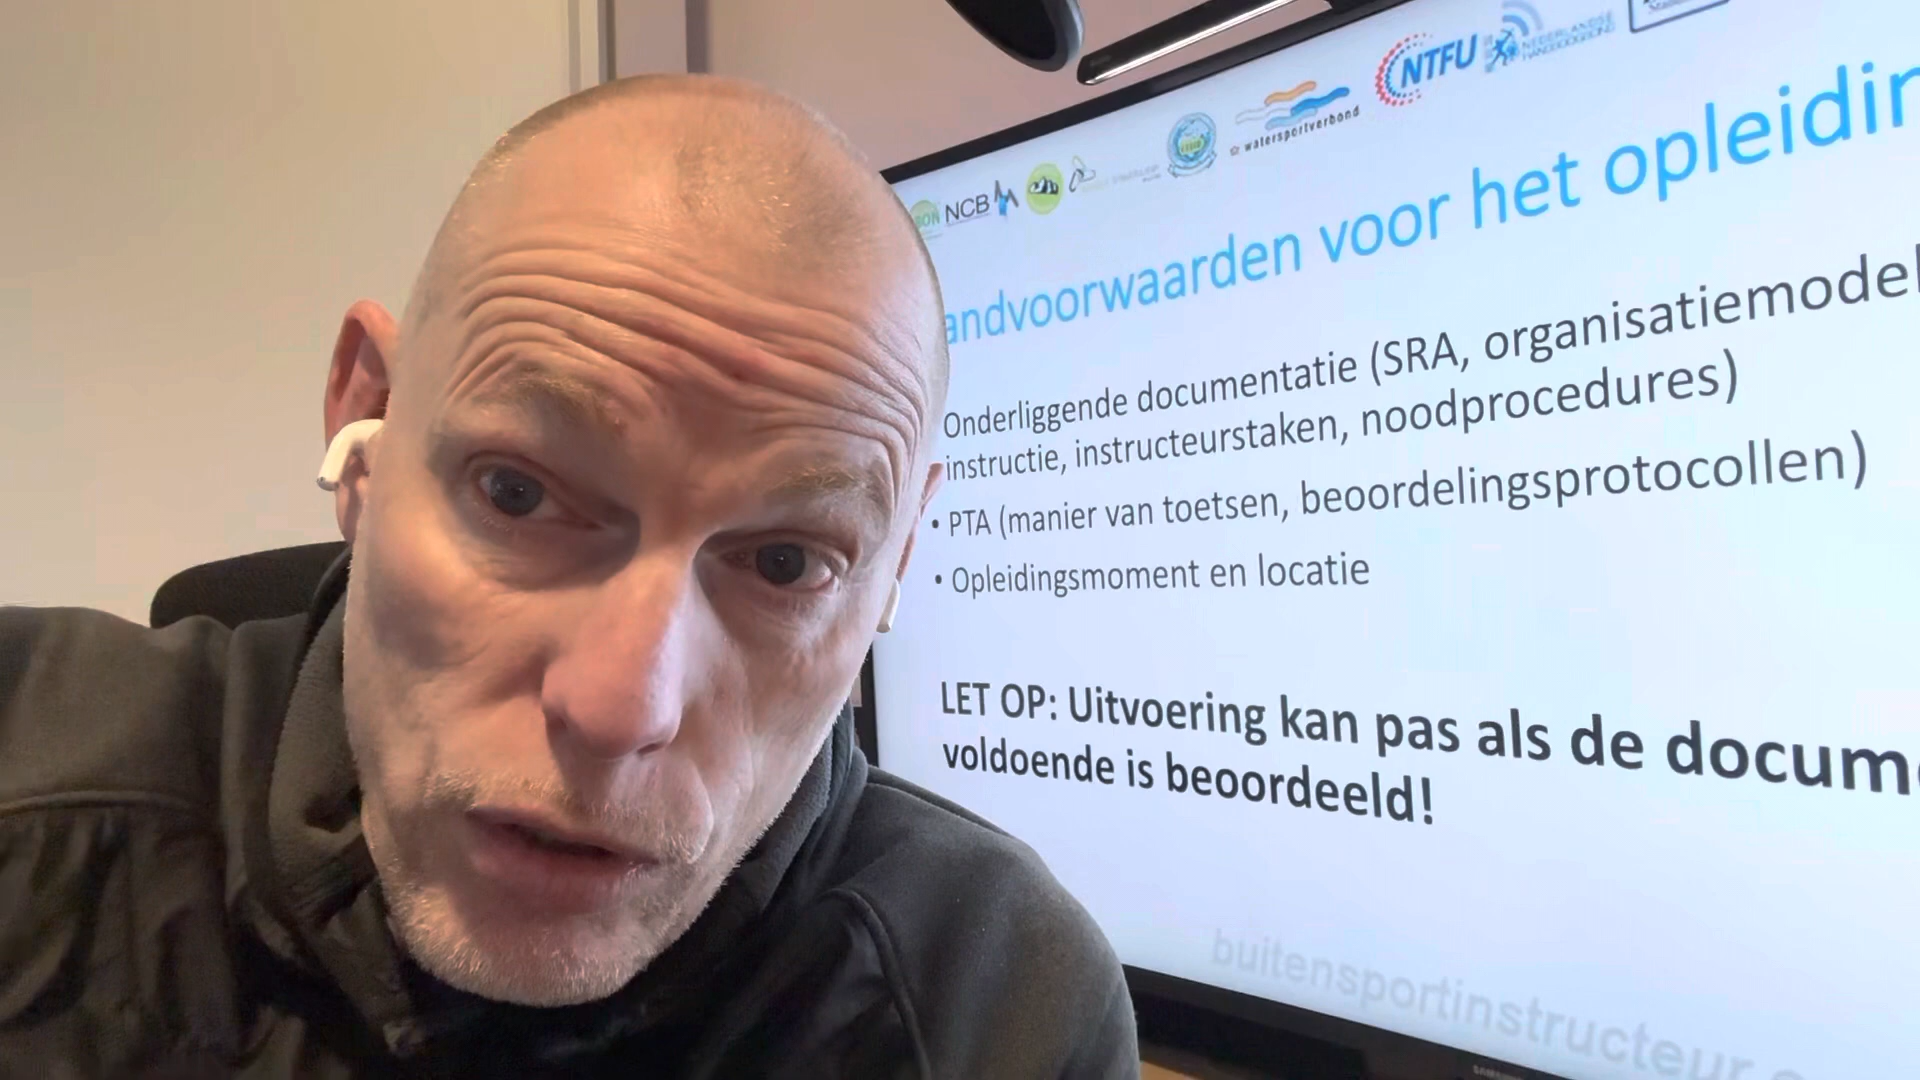 NCB
watersportverbond
NTFU
andvoorwaarden voor het opleidin
Onderliggende documentatie (SRA, organisatiemodel
instructie, instructeurstaken, noodprocedures)
• PTA (manier van toetsen, beoordelingsprotocollen)
• Opleidingsmoment en locatie
LET OP: Uitvoering kan pas als de docume
voldoende is beoordeeld!
buitensportinstructeur
SAMSUNG